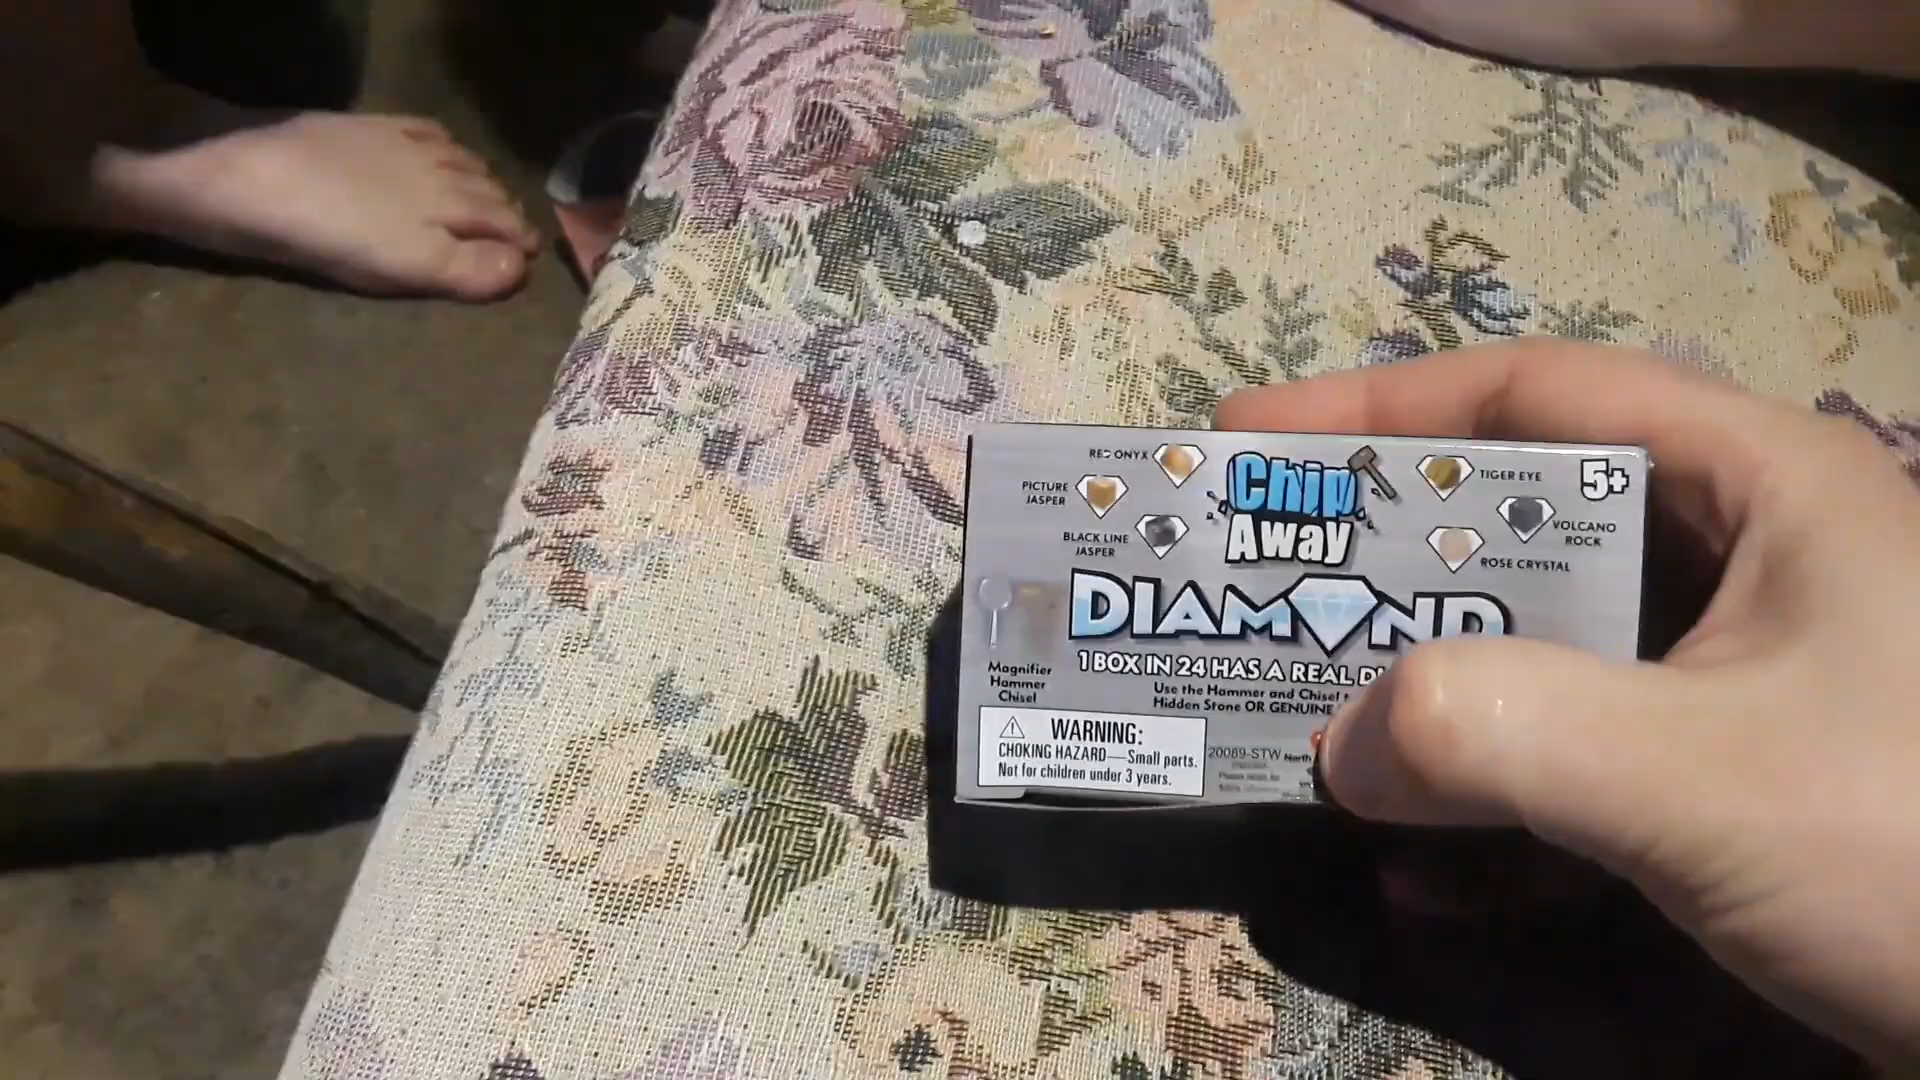 RED ONYX
PICTURE
JASPER
BLACK LINE
JASPER
Chip
Away
TIGER EYE
5+
VOLCANO
ROCK
ROSE CRYSTAL
DIAMOND
1 BOX IN 24 HAS A REAL
Magnifier
Hammer
Chisel
Use the Hammer and Chisel
Hidden Stone OR GENUINE
WARNING:
CHOKING HAZARD—Small parts.
Not for children under 3 years.
20089-STW North